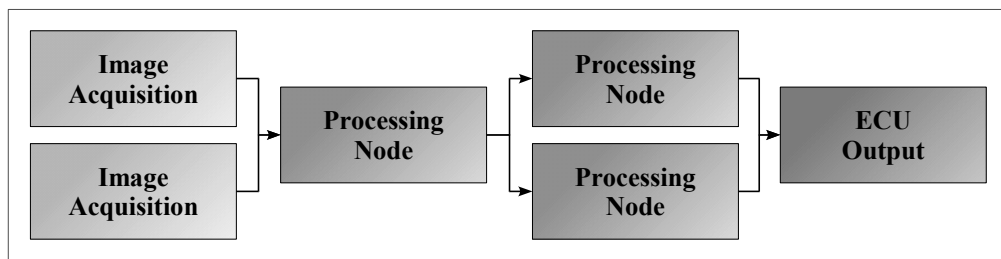 Image
Acquisition
Image
Acquisition
Processing
Node
Processing
Node
Processing
Node
ECU
Output